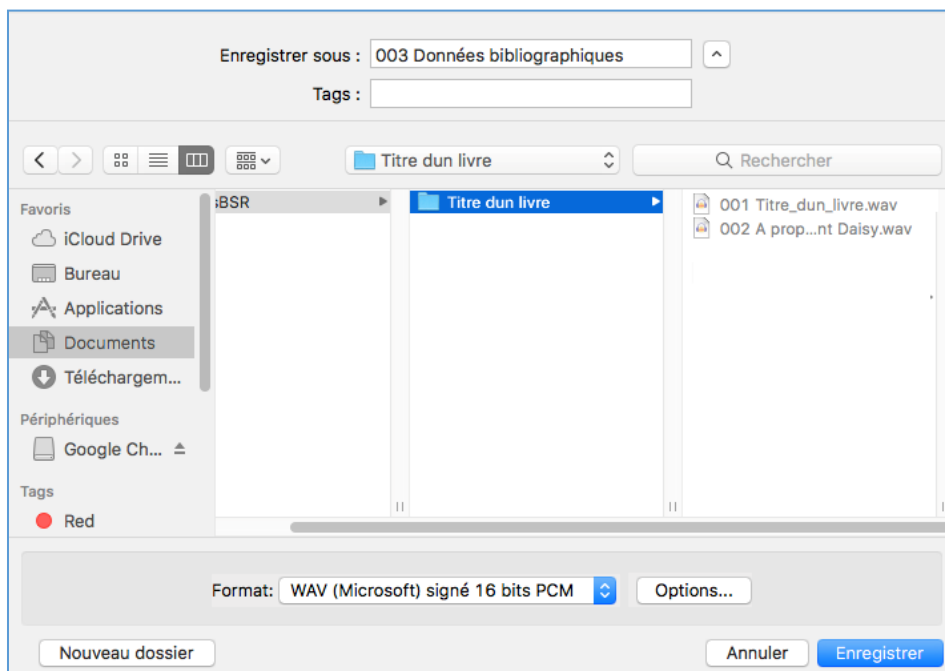 Enregistrer sous : 003 Données bibliographiques
Tags :
Titre dun livre
Rechercher
Favoris
iCloud Drive
Bureau
Applications
Documents
Téléchargem...
Périphériques
Google Ch...
Tags
Red
sBSR
Titre dun livre
001 Titre_dun_livre.wav
002 A prop...nt Daisy.wav
Format: WAV (Microsoft) signé 16 bits PCM
Options...
Nouveau dossier
Annuler
Enregistrer